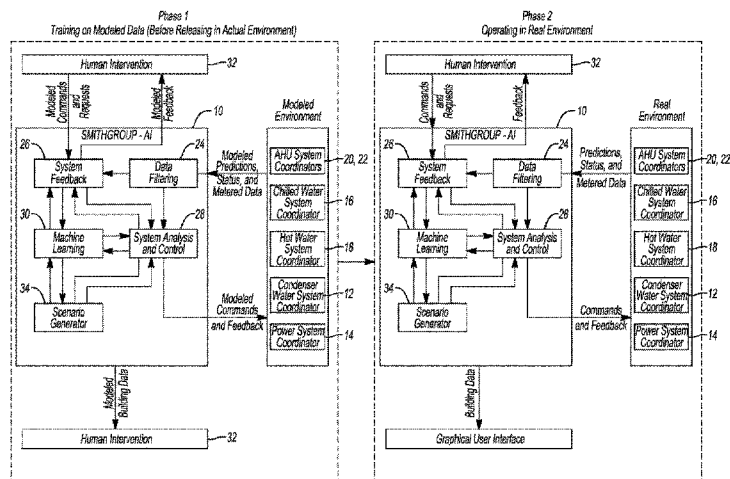 Phase 1
Training on Modeled Data (Before Releasing in Actual Environment)
Human Intervention
32
Modeled
Commands
and
Requests
Modeled
Feedback
10
SMITHGROUP - AI
26
System
Feedback
24
Data
Filtering
Modeled
Predictions,
Status, and
Metered Data
30
Machine
Learning
28
System Analysis
and Control
34
Scenario
Generator
Modeled
Commands
and Feedback
Modeled
Environment
AHU System
Coordinators
20, 22
Chilled Water
System
Coordinator
16
Hot Water
System
Coordinator
18
Condenser
Water System
Coordinator
12
Power System
Coordinator
14
Modeled
Building Data
Human Intervention
32
Phase 2
Operating in Real Environment
Human Intervention
32
Commands
and
Requests
Feedback
10
SMITHGROUP - AI
26
System
Feedback
24
Data
Filtering
Predictions,
Status, and
Metered Data
30
Machine
Learning
28
System Analysis
and Control
34
Scenario
Generator
Commands
and Feedback
Real
Environment
AHU System
Coordinators
20, 22
Chilled Water
System
Coordinator
16
Hot Water
System
Coordinator
18
Condenser
Water System
Coordinator
12
Power System
Coordinator
14
Building Data
Graphical User Interface